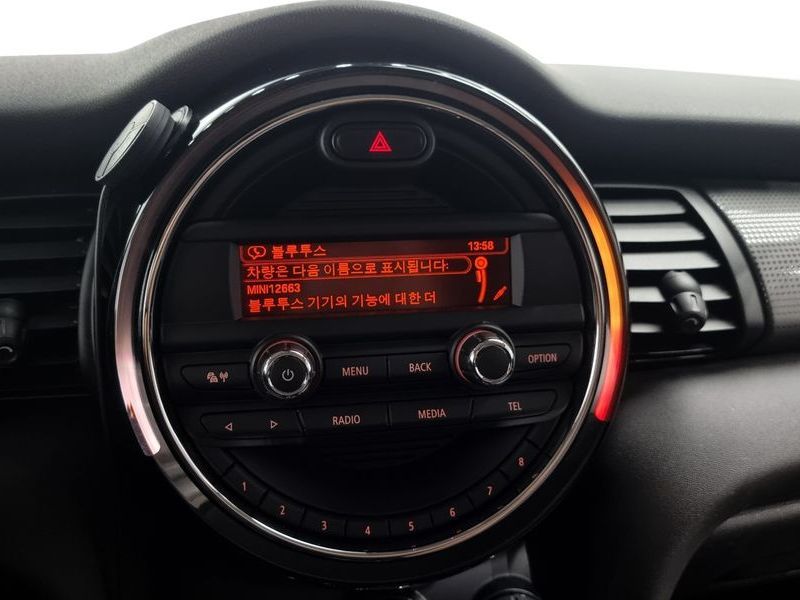 블루투스 13:58
차량은 다음 이름으로 표시됩니다:
MINI12663
블루투스 기기의 기능에 대한 더
MENU BACK OPTION
RADIO MEDIA TEL
1 2 3 4 5 6 7 8